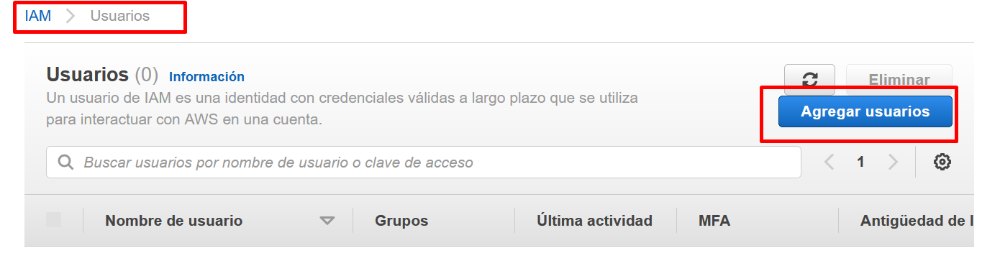 IAM > Usuarios
Usuarios (0) Información
Eliminar
Un usuario de IAM es una identidad con credenciales válidas a largo plazo que se utiliza
para interactuar con AWS en una cuenta.
Agregar usuarios
Buscar usuarios por nombre de usuario o clave de acceso
1
Nombre de usuario Grupos Última actividad MFA Antigüedad de l